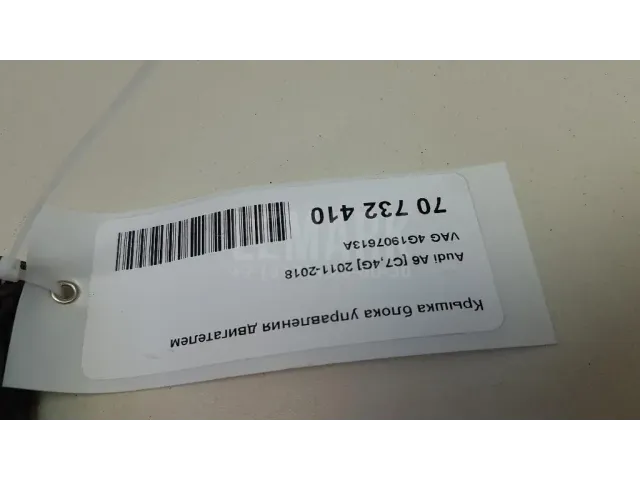 Крышка блока управления двигателем
Audi A6 [C7,4G] 2011-2018
VAG 4G1907613A
70 732 410